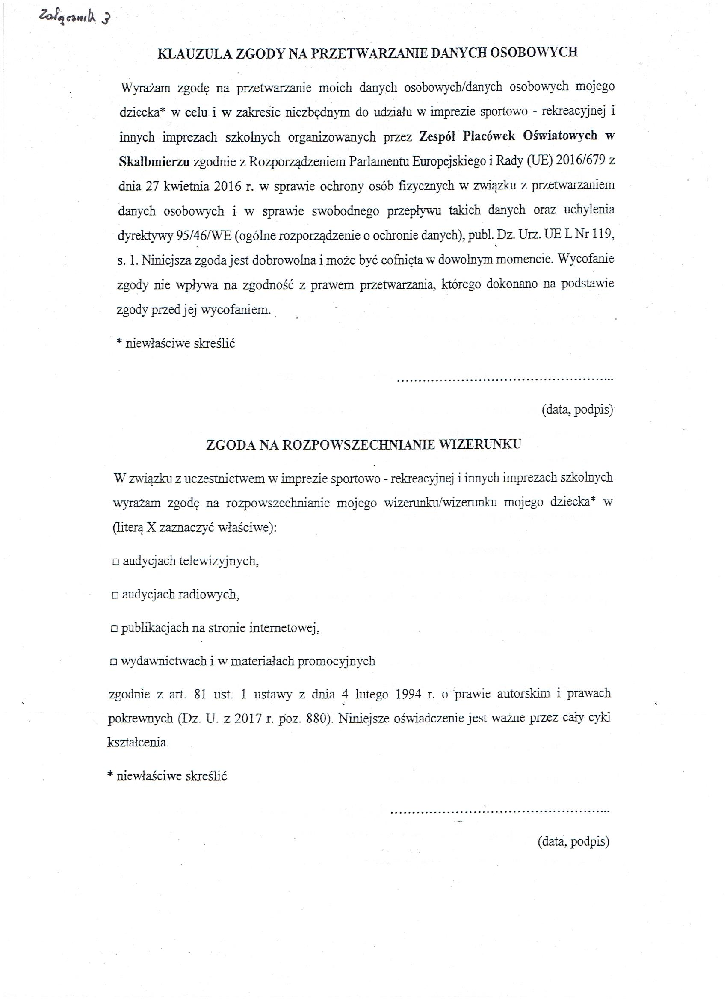 Załącznik 3
KLAUZULA ZGODY NA PRZETWARZANIE DANYCH OSOBOWYCH
Wyrażam zgodę na przetwarzanie moich danych osobowych/danych osobowych mojego
dziecka* w celu i w zakresie niezbędnym do udziału w imprezie sportowo - rekreacyjnej i
innych imprezach szkolnych organizowanych przez Zespół Placówek Oświatowych w
Skalbmierzu zgodnie z Rozporządzeniem Parlamentu Europejskiego i Rady (UE) 2016/679 z
dnia 27 kwietnia 2016 r. w sprawie ochrony osób fizycznych w związku z przetwarzaniem
danych osobowych i w sprawie swobodnego przepływu takich danych oraz uchylenia
dyrektywy 95/46/WE (ogólne rozporządzenie o ochronie danych), publ. Dz. Urz. UE L Nr 119,
s. 1. Niniejsza zgoda jest dobrowolna i może być cofnięta w dowolnym momencie. Wycofanie
zgody nie wpływa na zgodność z prawem przetwarzania, którego dokonano na podstawie
zgody przed jej wycofaniem.
* niewłaściwe skreślić
..................................................
(data, podpis)
ZGODA NA ROZPOWSZECHNIANIE WIZERUNKU
W związku z uczestnictwem w imprezie sportowo - rekreacyjnej i innych imprezach szkolnych
wyrażam zgodę na rozpowszechnianie mojego wizerunku/wizerunku mojego dziecka* w
(literą X zaznaczyć właściwe):
□ audycjach telewizyjnych,
□ audycjach radiowych,
□ publikacjach na stronie internetowej,
□ wydawnictwach i w materiałach promocyjnych
zgodnie z art. 81 ust. 1 ustawy z dnia 4 lutego 1994 r. o prawie autorskim i prawach
pokrewnych (Dz. U. z 2017 r. poz. 880). Niniejsze oświadczenie jest ważne przez cały cykl
kształcenia.
* niewłaściwe skreślić
..................................................
(data, podpis)